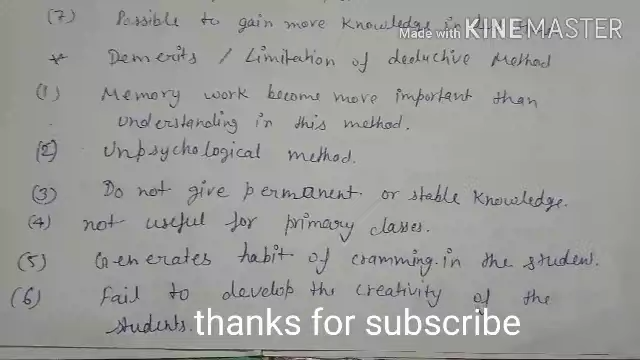 (7) Possible to gain more knowledge in
Made with KINEMASTER
* Demerits / Limitation of deductive Method
(1) Memory work become more important than
understanding in this method.
(2) Unpsychological method.
(3) Do not give permanent or stable knowledge.
(4) not useful for primary classes.
(5) Generates habit of cramming in the student.
(6) Fail to develop the creativity of the
students.
thanks for subscribe